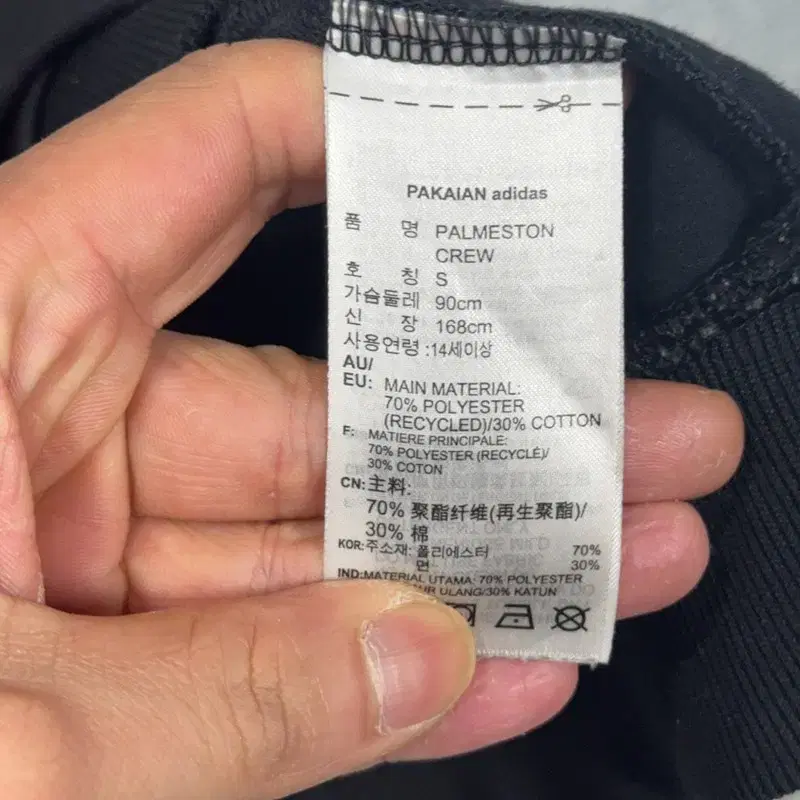 PAKAIAN adidas
품 명 PALMESTON
CREW
호 칭 S
가슴둘레 90cm
신 장 168cm
사용연령 :14세이상
AU/
EU: MAIN MATERIAL:
70% POLYESTER
(RECYCLED)/30% COTTON
F: MATIERE PRINCIPALE:
70% POLYESTER (RECYCLÉ)/
30% COTON
CN: 主料:
70% 聚酯纤维(再生聚酯)/
30% 棉
KOR: 주소재: 폴리에스터 70%
면 30%
IND: MATERIAL UTAMA: 70% POLYESTER
ULANG/30% KATUN